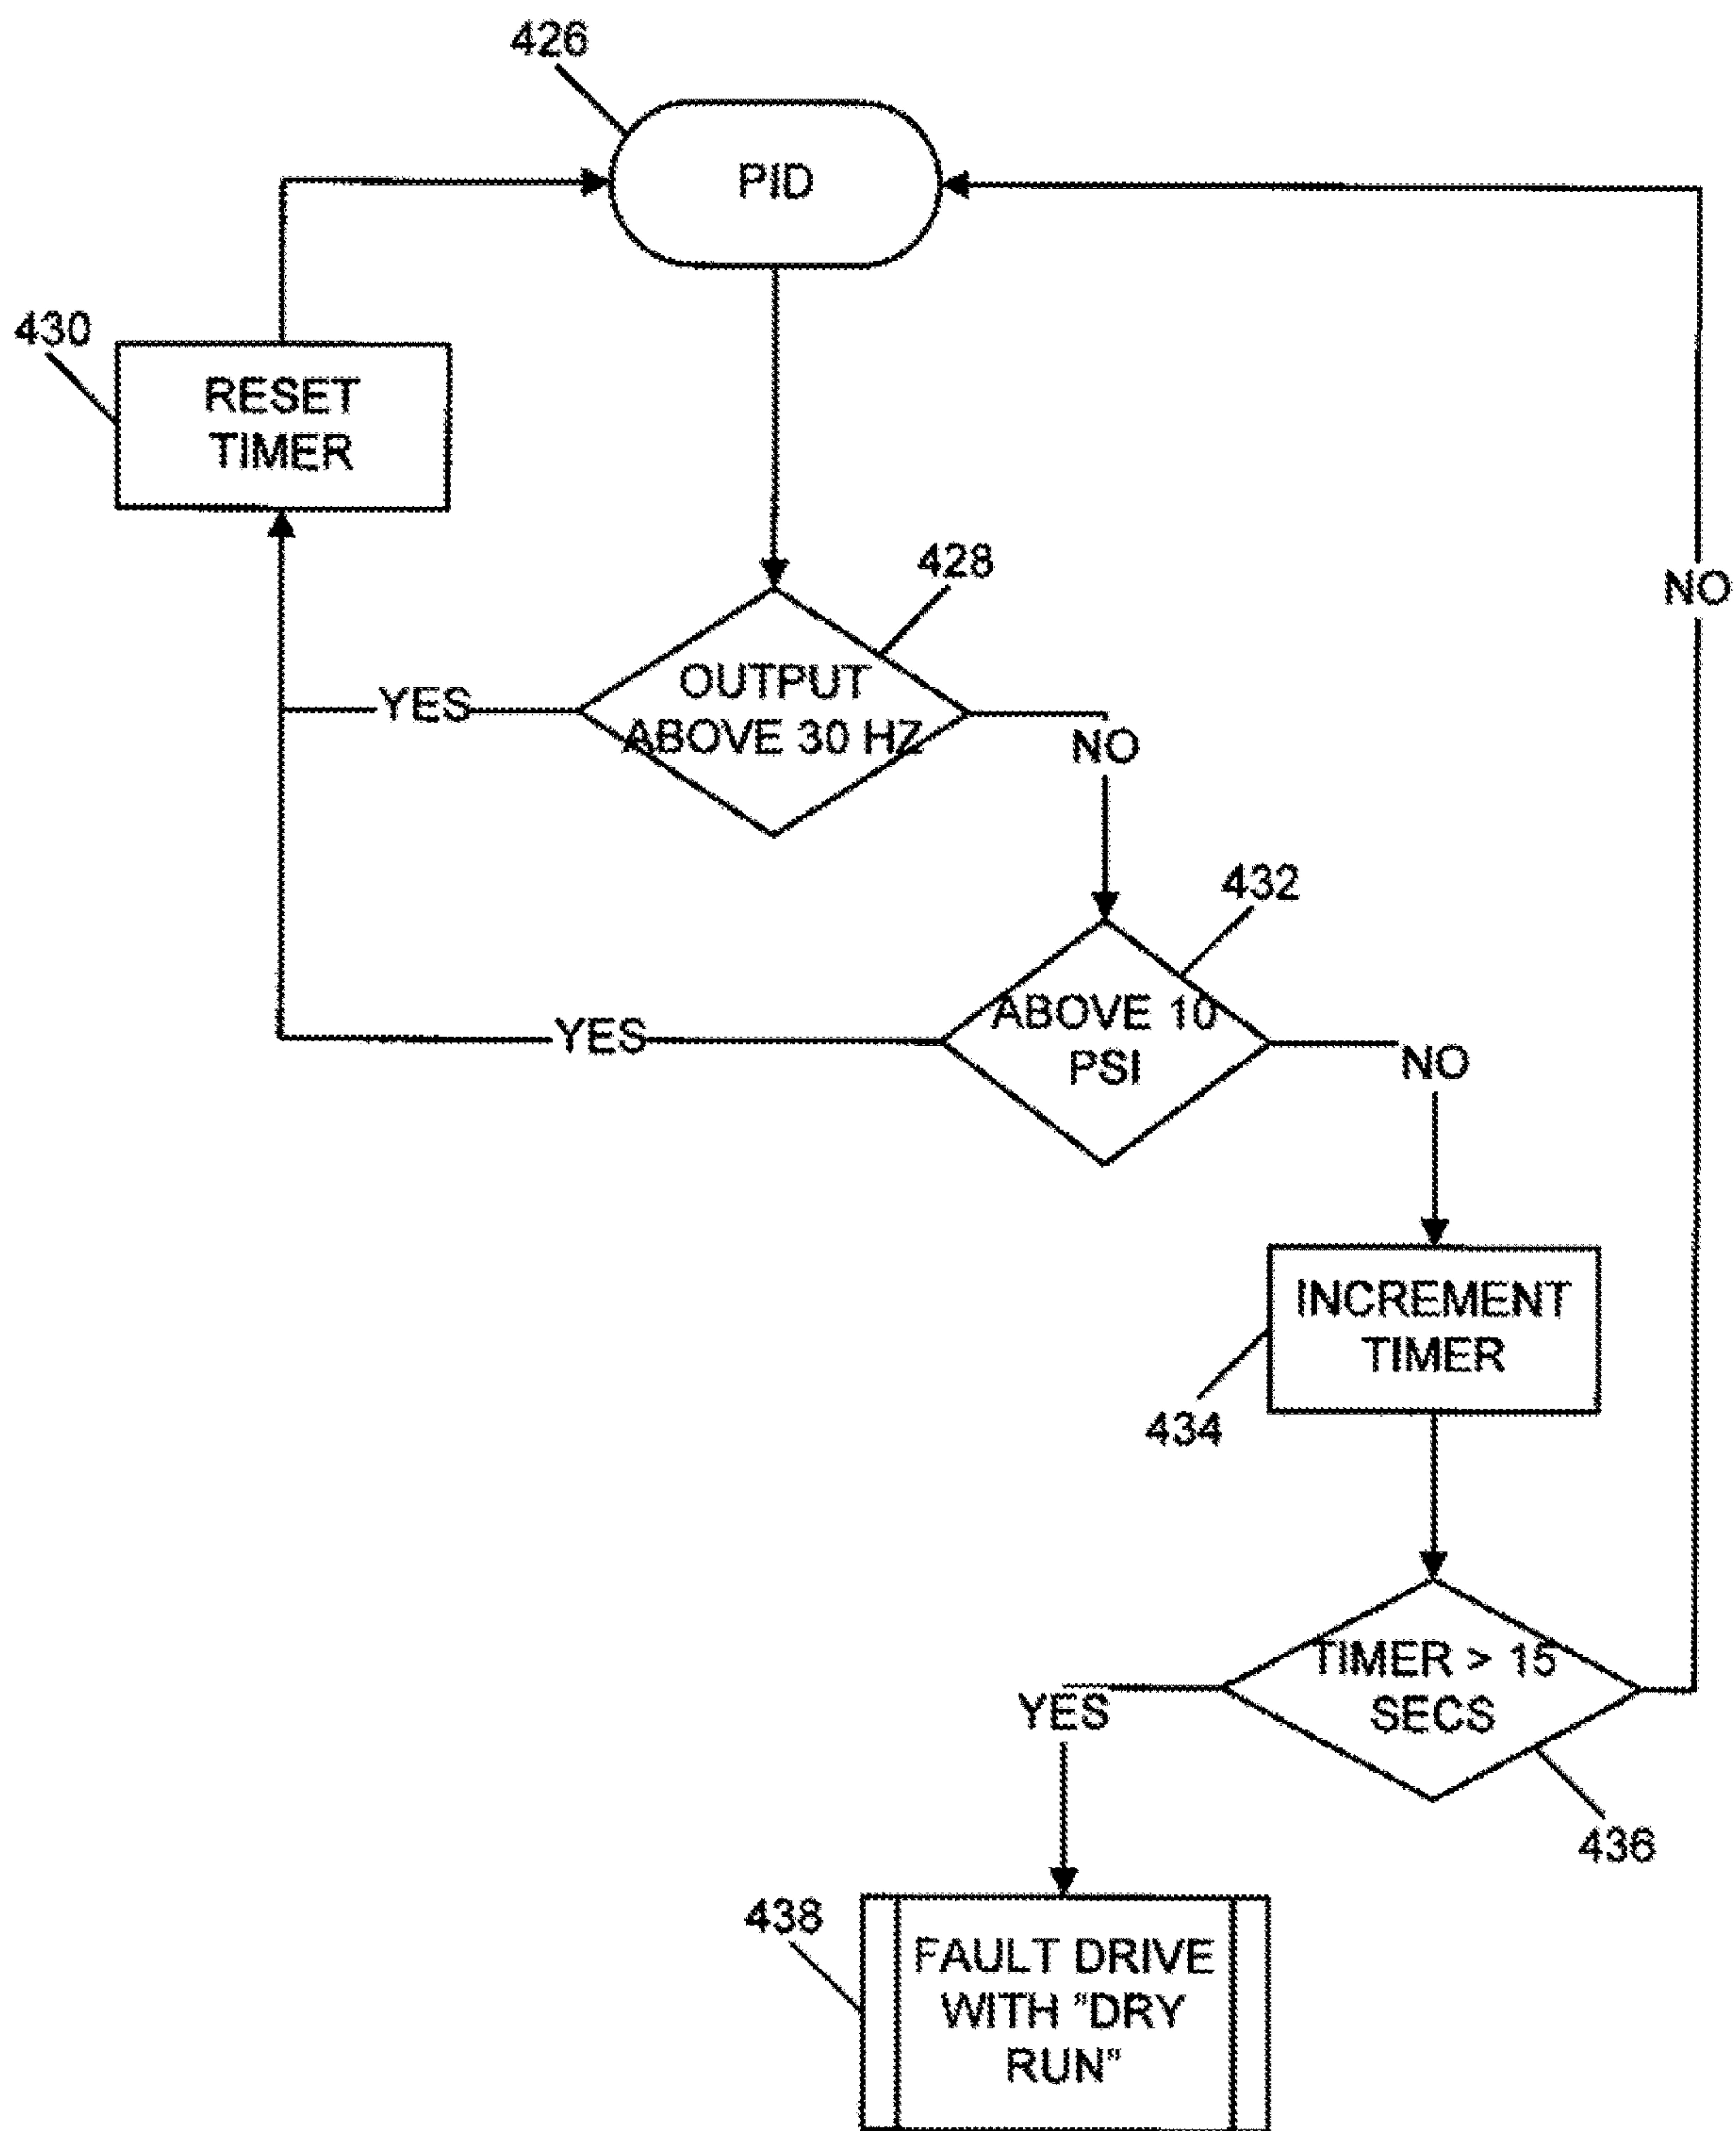 426
PID
430
RESET
TIMER
428
OUTPUT
ABOVE 30 HZ
YES
NO
NO
432
ABOVE 10
PSI
YES
NO
INCREMENT
TIMER
434
TIMER > 15
SECS
YES
436
438
FAULT DRIVE
WITH "DRY
RUN"